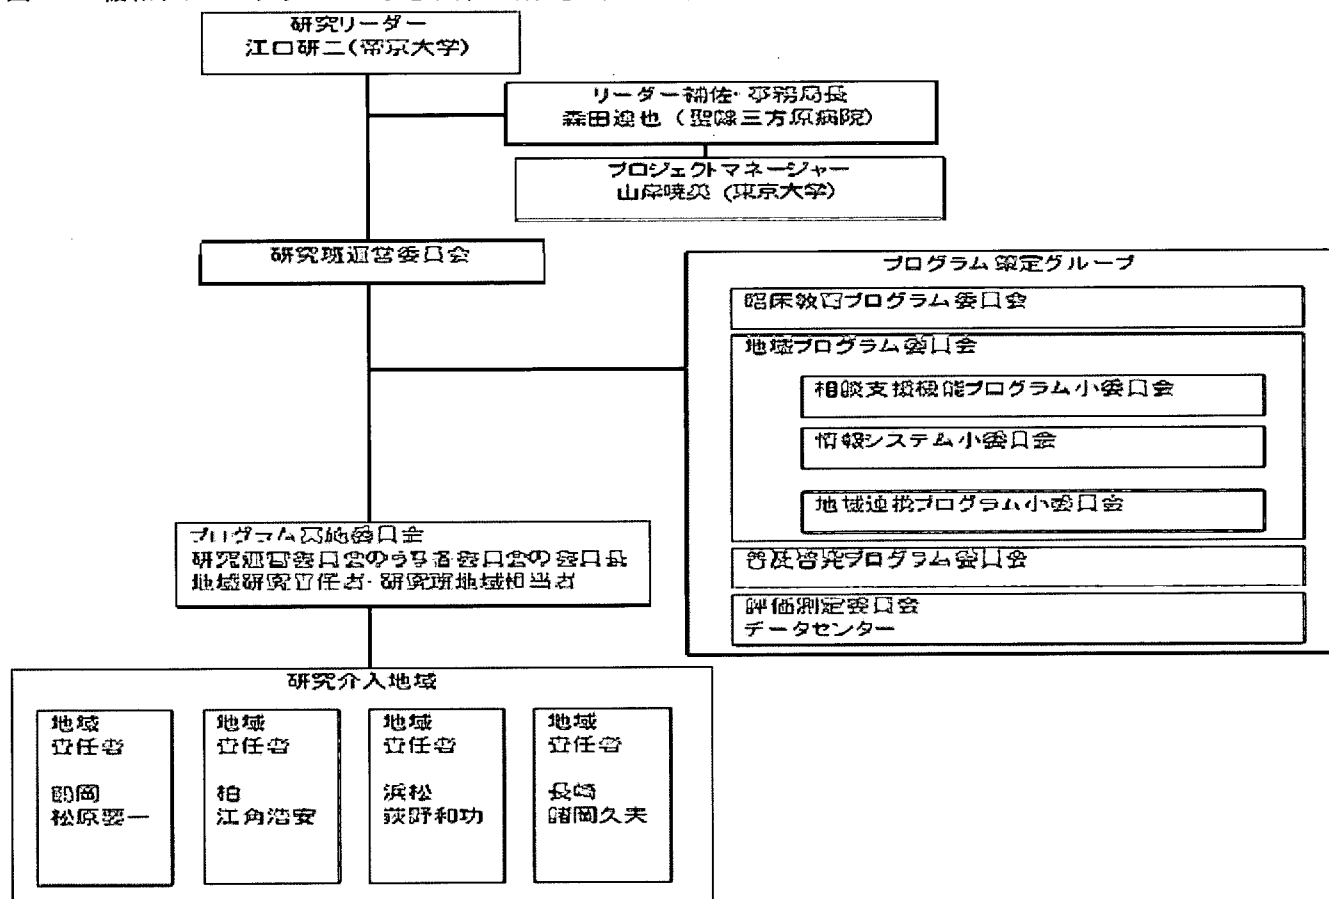 研究リーダー
江口研二(帝京大学)
リーダー補佐・事務局長
森田達也(聖隷三方原病院)
プロジェクトマネージャー
山岸暁美(東京大学)
研究班運営委員会
プログラム策定グループ
臨床教育プログラム委員会
地域プログラム委員会
相談支援機能プログラム小委員会
情報システム小委員会
地域連携プログラム小委員会
普及啓発プログラム委員会
評価測定委員会
データセンター
プログラム実施委員会
研究運営委員会のうち各委員会の委員長
地域研究責任者・研究班地域担当者
研究介入地域
地域
責任者
鶴岡
松原要一
地域
責任者
柏
江角浩安
地域
責任者
浜松
荻野和功
地域
責任者
長崎
諸岡久夫